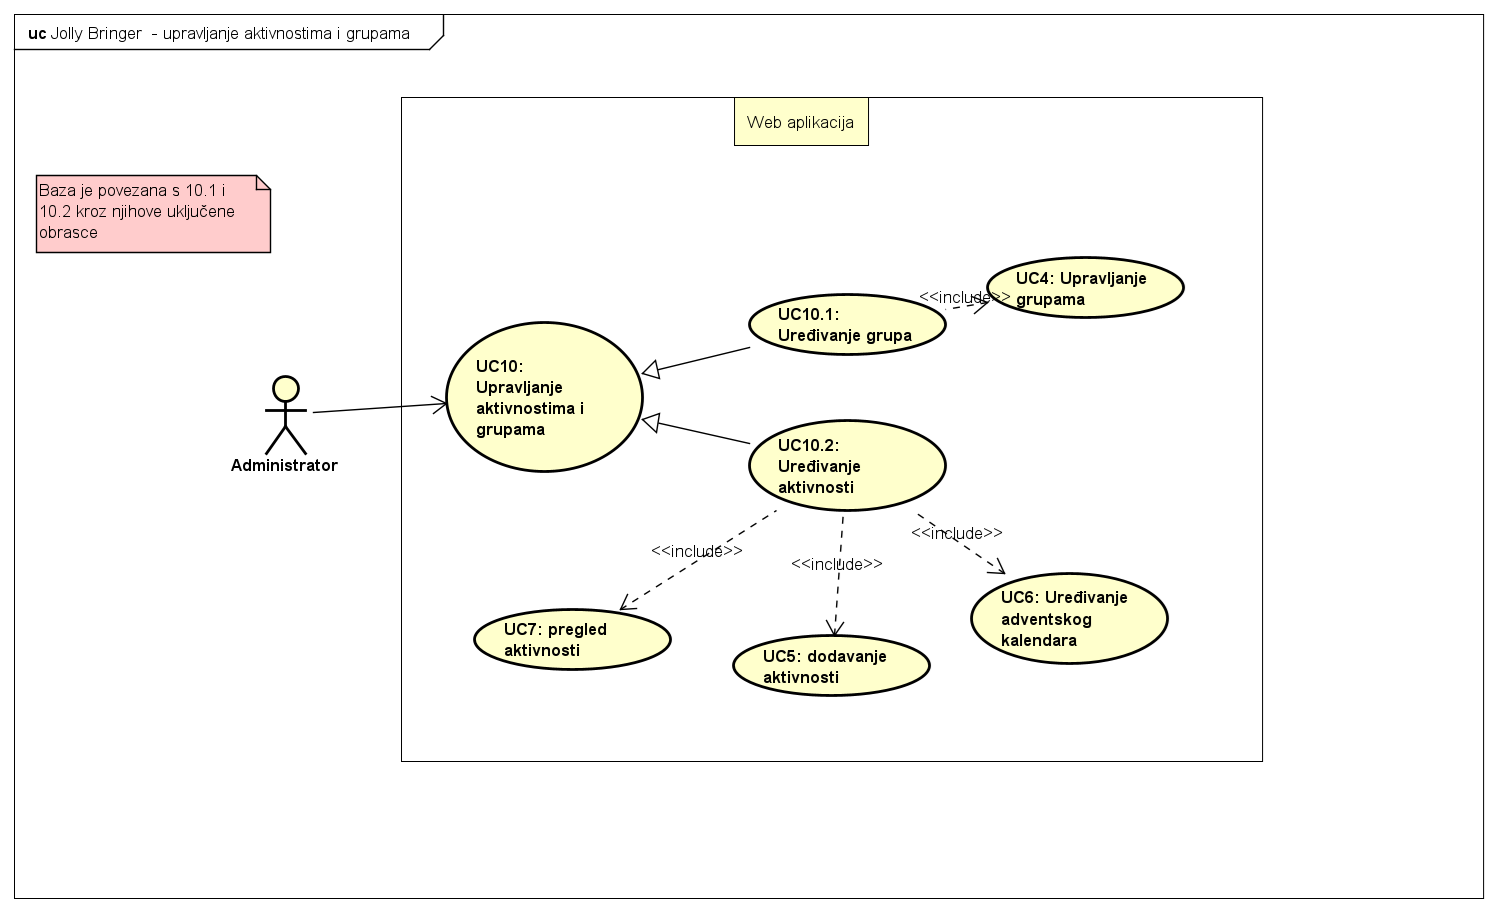 uc Jolly Bringer - upravljanje aktivnostima i grupama
Web aplikacija
Baza je povezana s 10.1 i
10.2 kroz njihove uključene
obrasce
<<include>>
UC4: Upravljanje
grupama
UC10.1:
Uređivanje grupa
UC10:
Upravljanje
aktivnostima i
grupama
Administrator
UC10.2:
Uređivanje
aktivnosti
<<include>>
<<include>>
<<include>>
UC7: pregled
aktivnosti
UC5: dodavanje
aktivnosti
UC6: Uređivanje
adventskog
kalendara